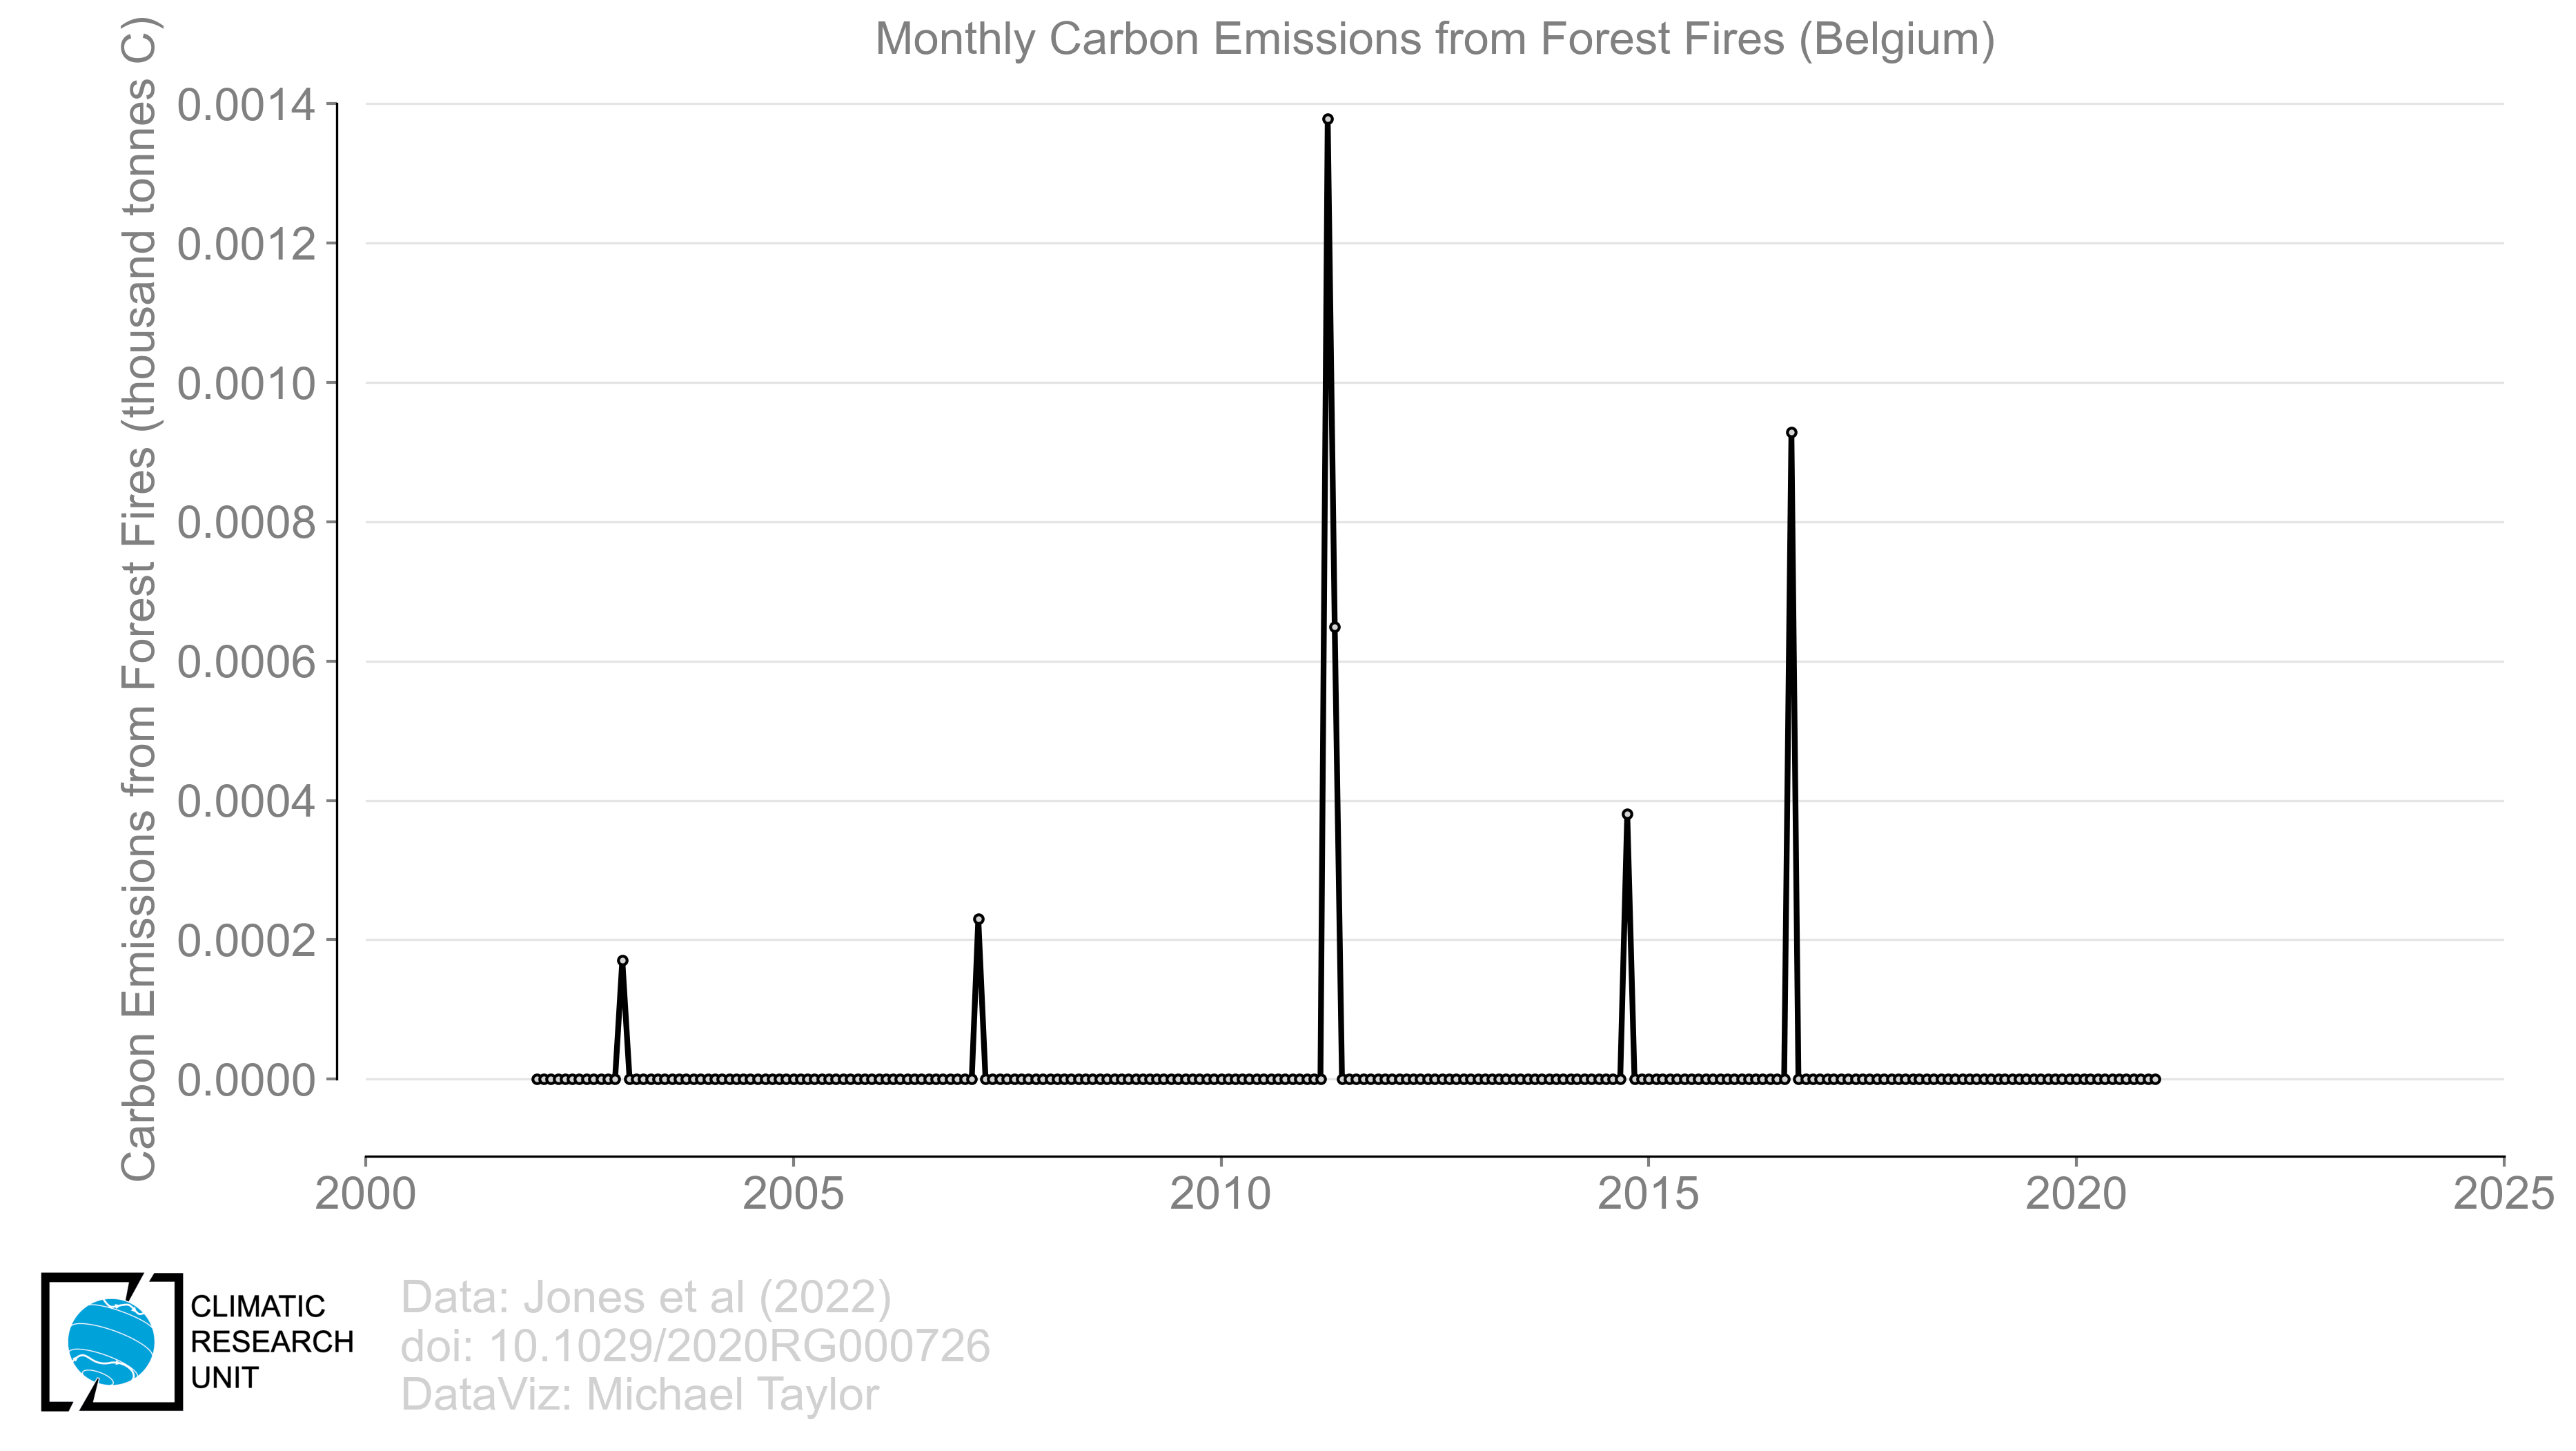 Monthly Carbon Emissions from Forest Fires (Belgium)
Carbon Emissions from Forest Fires (thousand tonnes C)
0.0014
0.0012
0.0010
0.0008
0.0006
0.0004
0.0002
0.0000
2000
2005
2010
2015
2020
2025
CLIMATIC
RESEARCH
UNIT
Data: Jones et al (2022)
doi: 10.1029/2020RG000726
DataViz: Michael Taylor